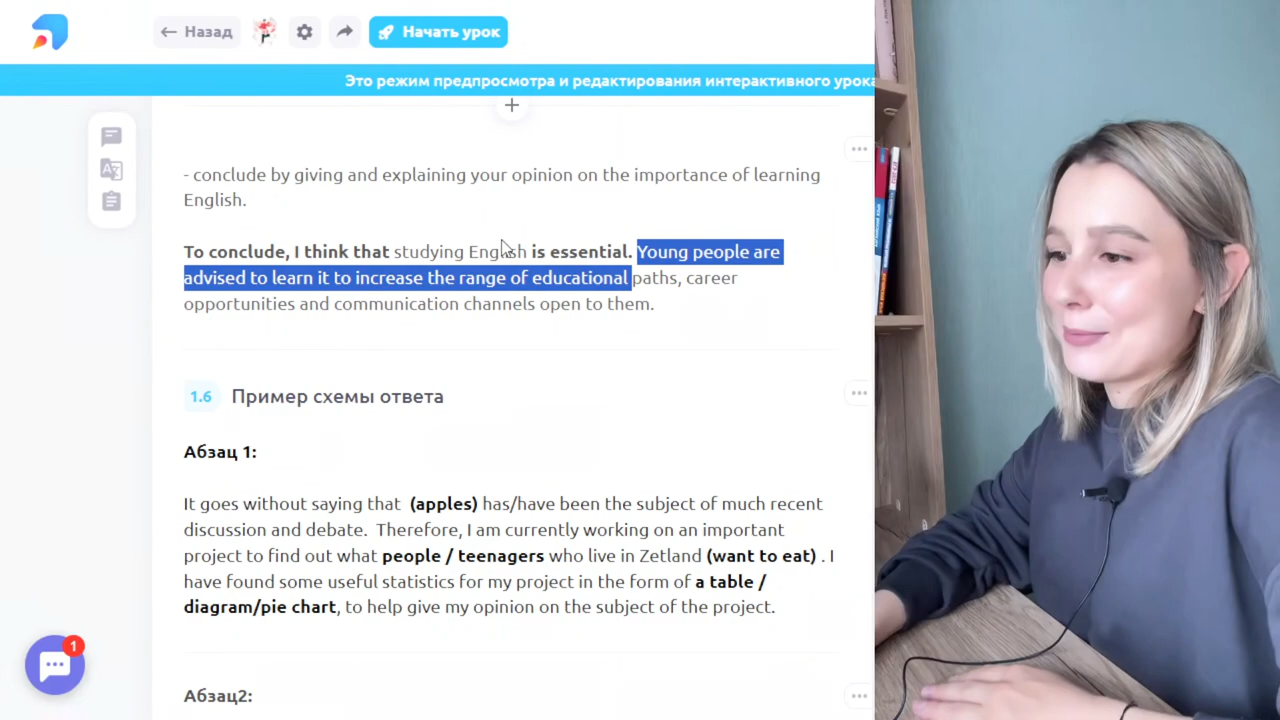 Назад
Начать урок
Это режим предпросмотра и редактирования интерактивного урока
- conclude by giving and explaining your opinion on the importance of learning
English.
To conclude, I think that studying English is essential. Young people are
advised to learn it to increase the range of educational paths, career
opportunities and communication channels open to them.
1.6 Пример схемы ответа
Абзац 1:
It goes without saying that (apples) has/have been the subject of much recent
discussion and debate. Therefore, I am currently working on an important
project to find out what people / teenagers who live in Zetland (want to eat) . I
have found some useful statistics for my project in the form of a table /
diagram/pie chart, to help give my opinion on the subject of the project.
1
Абзац2: